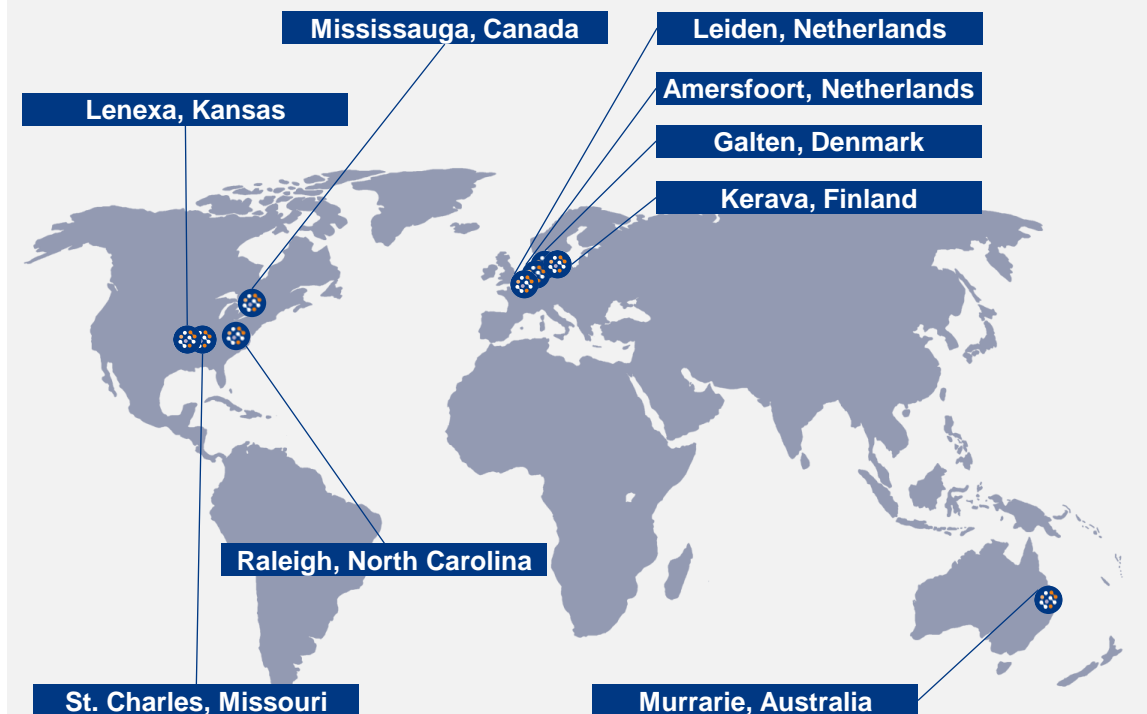 Mississauga, Canada
Leiden, Netherlands
Amersfoort, Netherlands
Lenexa, Kansas
Galten, Denmark
Kerava, Finland
Raleigh, North Carolina
St. Charles, Missouri
Murrarie, Australia